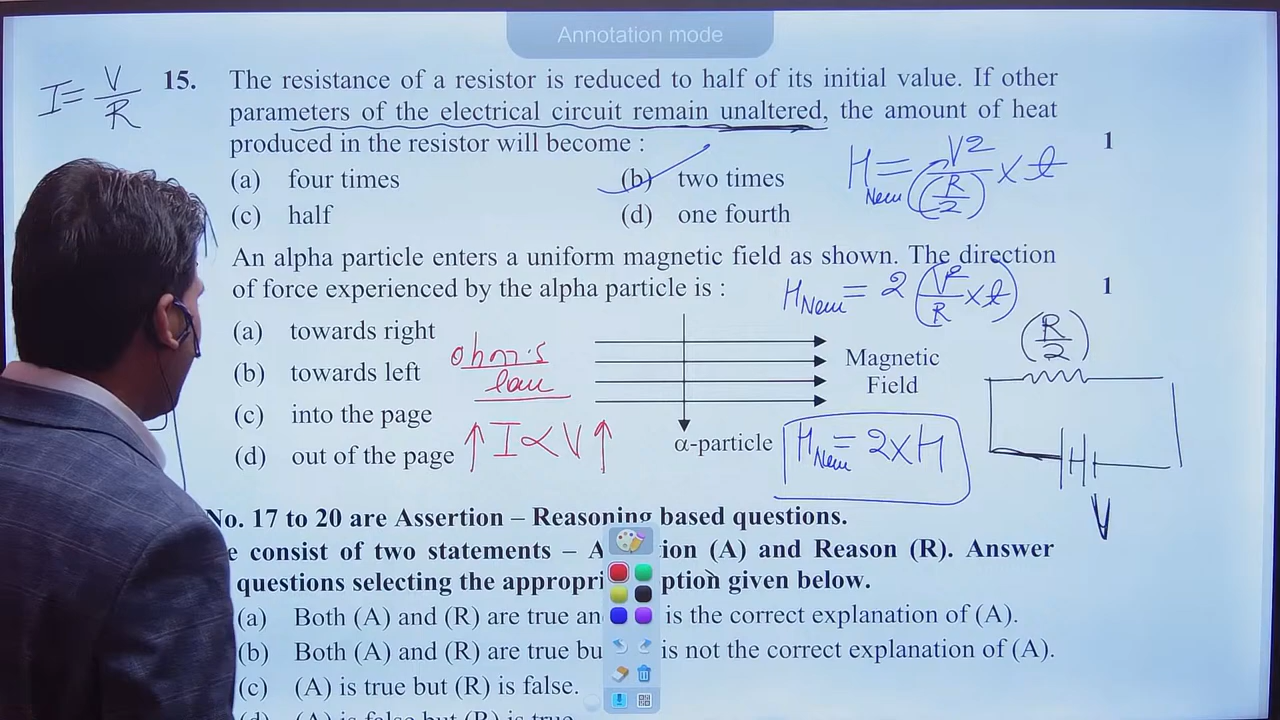 Annotation mode
I = V/R
15. The resistance of a resistor is reduced to half of its initial value. If other
parameters of the electrical circuit remain unaltered, the amount of heat
produced in the resistor will become : 1
(a) four times (b) two times
(c) half (d) one fourth
H New = V2/(R/2) x t
An alpha particle enters a uniform magnetic field as shown. The direction
of force experienced by the alpha particle is : 1
H New = 2 (V2/R x t)
(a) towards right
(b) towards left
(c) into the page
(d) out of the page
ohm's
law
↑ I ∝ V ↑
Magnetic
Field
α-particle
H New = 2 x H
(R/2)
V
No. 17 to 20 are Assertion – Reasoning based questions.
e consist of two statements – A ion (A) and Reason (R). Answer
questions selecting the appropri ption given below.
(a) Both (A) and (R) are true an is the correct explanation of (A).
(b) Both (A) and (R) are true bu is not the correct explanation of (A).
(c) (A) is true but (R) is false.
(d) (A) is false but (R) is true.